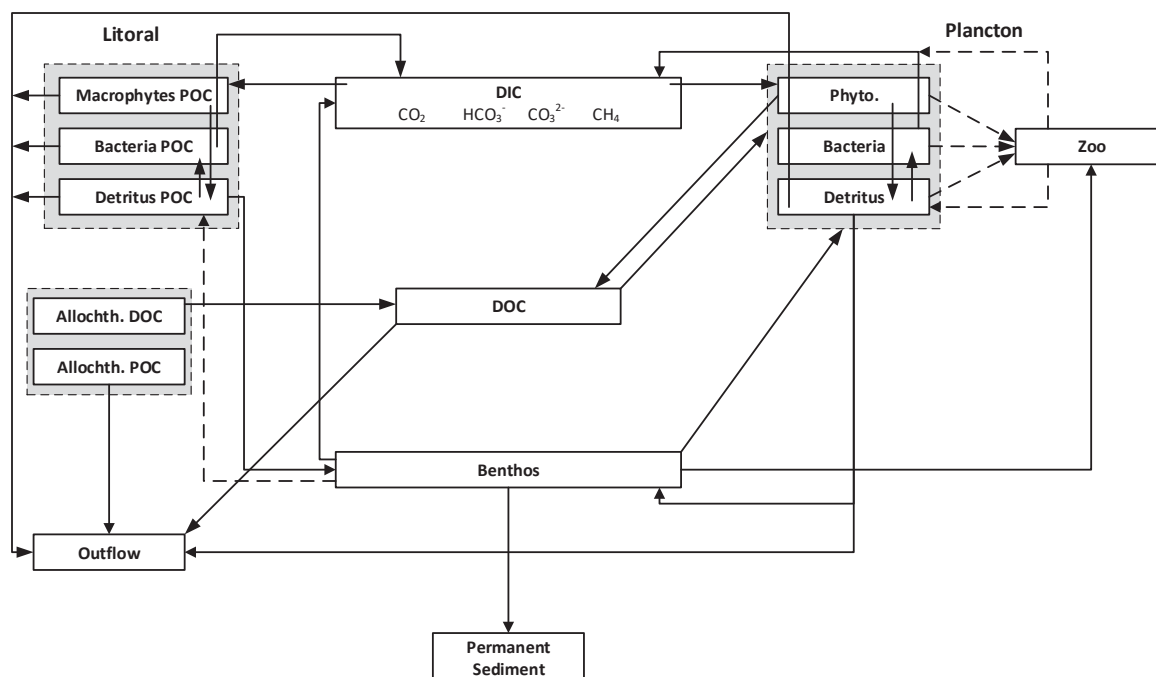 Litoral
Plancton
Macrophytes POC
Bacteria POC
Detritus POC
DIC
CO₂ HCO₃⁻ CO₃²⁻ CH₄
Phyto.
Bacteria
Detritus
Zoo
Allochth. DOC
Allochth. POC
DOC
Benthos
Outflow
Permanent
Sediment